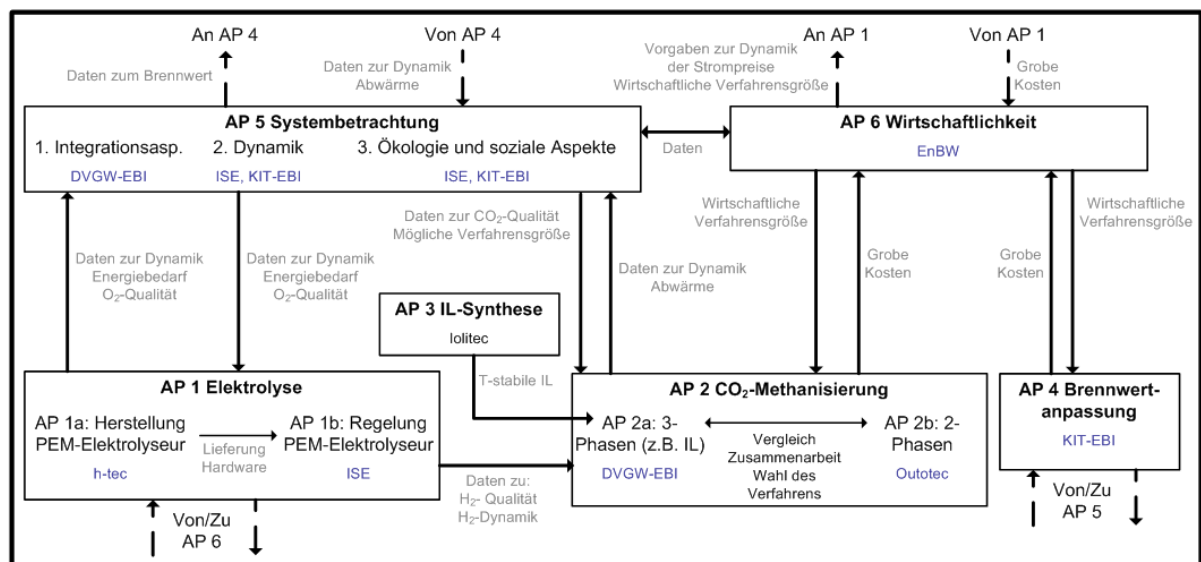 An AP 4
Von AP 4
Daten zum Brennwert
Daten zur Dynamik
Abwärme
Vorgaben zur Dynamik
der Strompreise
Wirtschaftliche Verfahrensgröße
An AP 1
Von AP 1
Grobe
Kosten
AP 5 Systembetrachtung
1. Integrationsasp.
2. Dynamik
3. Ökologie und soziale Aspekte
DVGW-EBI
ISE, KIT-EBI
ISE, KIT-EBI
Daten
AP 6 Wirtschaftlichkeit
EnBW
Daten zur Dynamik
Energiebedarf
O₂-Qualität
Daten zur Dynamik
Energiebedarf
O₂-Qualität
Daten zur CO₂-Qualität
Mögliche Verfahrensgröße
Daten zur Dynamik
Abwärme
Wirtschaftliche
Verfahrensgröße
Grobe
Kosten
Grobe
Kosten
Wirtschaftliche
Verfahrensgröße
AP 3 IL-Synthese
Iolitec
T-stabile IL
AP 1 Elektrolyse
AP 1a: Herstellung
PEM-Elektrolyseur
h-tec
Lieferung
Hardware
AP 1b: Regelung
PEM-Elektrolyseur
ISE
Daten zu:
H₂- Qualität
H₂-Dynamik
AP 2 CO₂-Methanisierung
AP 2a: 3-
Phasen (z.B. IL)
DVGW-EBI
Vergleich
Zusammenarbeit
Wahl des
Verfahrens
AP 2b: 2-
Phasen
Outotec
AP 4 Brennwert-
anpassung
KIT-EBI
Von/Zu
AP 6
Von/Zu
AP 5